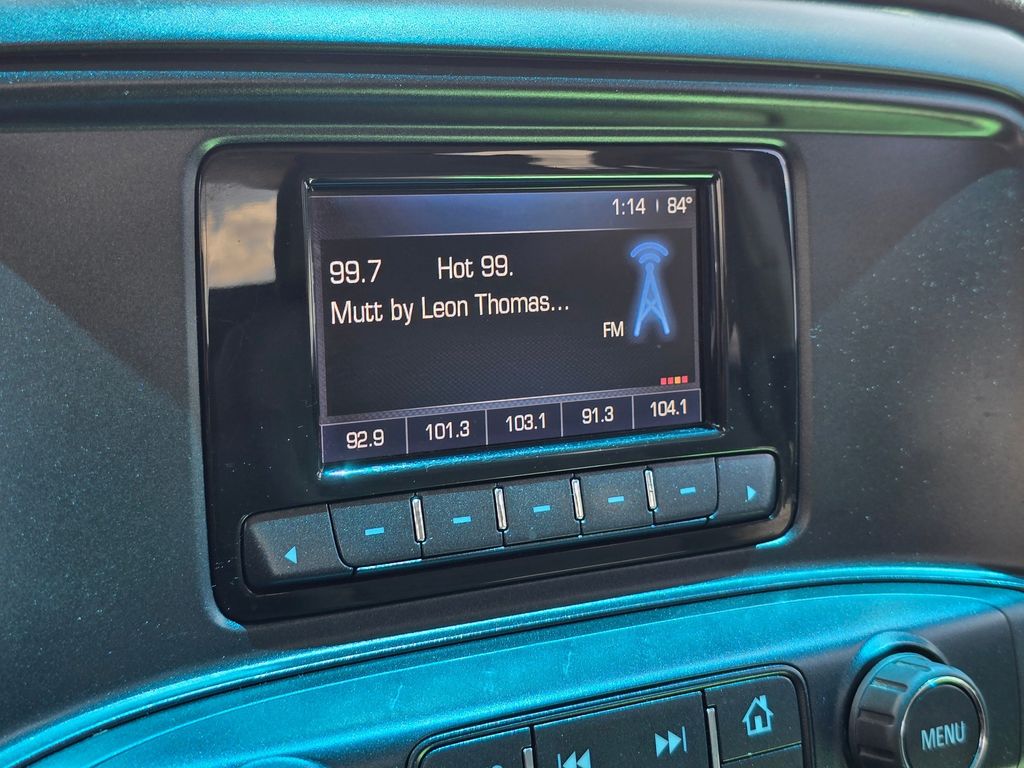 1:14 84°
99.7 Hot 99.
Mutt by Leon Thomas...
FM
92.9 101.3 103.1 91.3 104.1
MENU